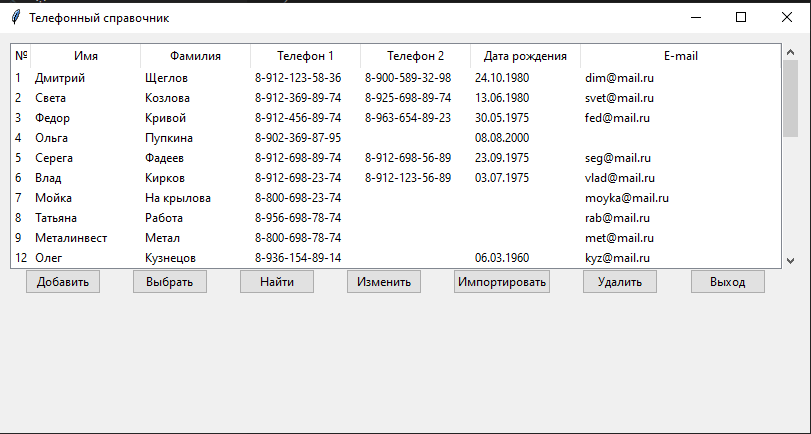 Телефонный справочник
№ Имя Фамилия Телефон 1 Телефон 2 Дата рождения E-mail
1 Дмитрий Щеглов 8-912-123-58-36 8-900-589-32-98 24.10.1980 dim@mail.ru
2 Света Козлова 8-912-369-89-74 8-925-698-89-74 13.06.1980 svet@mail.ru
3 Федор Кривой 8-912-456-89-74 8-963-654-89-23 30.05.1975 fed@mail.ru
4 Ольга Пупкина 8-902-369-87-95 08.08.2000
5 Серега Фадеев 8-912-698-89-74 8-912-698-56-89 23.09.1975 seg@mail.ru
6 Влад Кирков 8-912-698-23-74 8-912-123-56-89 03.07.1975 vlad@mail.ru
7 Мойка На крылова 8-800-698-23-74 moyka@mail.ru
8 Татьяна Работа 8-956-698-78-74 rab@mail.ru
9 Металинвест Метал 8-800-698-78-74 met@mail.ru
12 Олег Кузнецов 8-936-154-89-14 06.03.1960 kyz@mail.ru
Добавить Выбрать Найти Изменить Импортировать Удалить Выход